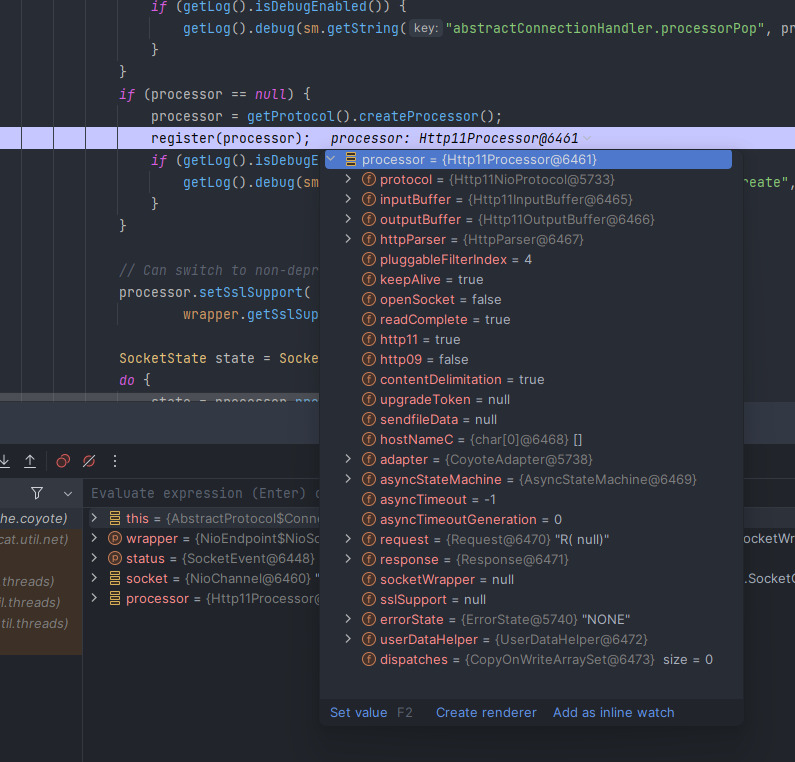 if (getLog().isDebugEnabled()) {
getLog().debug(sm.getString( key: "abstractConnectionHandler.processorPop", pr
}
}
if (processor == null) {
processor = getProtocol().createProcessor();
register(processor);   processor: Http11Processor@6461
if (getLog().isDebugE
getLog().debug(sm
reate",
}
}
// Can switch to non-depr
processor.setSslSupport(
wrapper.getSslSup
SocketState state = Socke
do {
processor = {Http11Processor@6461}
protocol = {Http11NioProtocol@5733}
inputBuffer = {Http11InputBuffer@6465}
outputBuffer = {Http11OutputBuffer@6466}
httpParser = {HttpParser@6467}
pluggableFilterIndex = 4
keepAlive = true
openSocket = false
readComplete = true
http11 = true
http09 = false
contentDelimitation = true
upgradeToken = null
sendfileData = null
hostNameC = {char[0]@6468} []
adapter = {CoyoteAdapter@5738}
asyncStateMachine = {AsyncStateMachine@6469}
asyncTimeout = -1
asyncTimeoutGeneration = 0
request = {Request@6470} "R( null)"
response = {Response@6471}
socketWrapper = null
sslSupport = null
errorState = {ErrorState@5740} "NONE"
userDataHelper = {UserDataHelper@6472}
dispatches = {CopyOnWriteArraySet@6473}  size = 0
Set value F2 Create renderer Add as inline watch
Evaluate expression (Enter)
he.coyote)
cat.util.net)
threads)
il.threads)
til.threads)
this = {AbstractProtocol$Conne
wrapper = {NioEndpoint$NioSo
ocketWr
status = {SocketEvent@6448}
socket = {NioChannel@6460} "
.SocketC
processor = {Http11Processor@